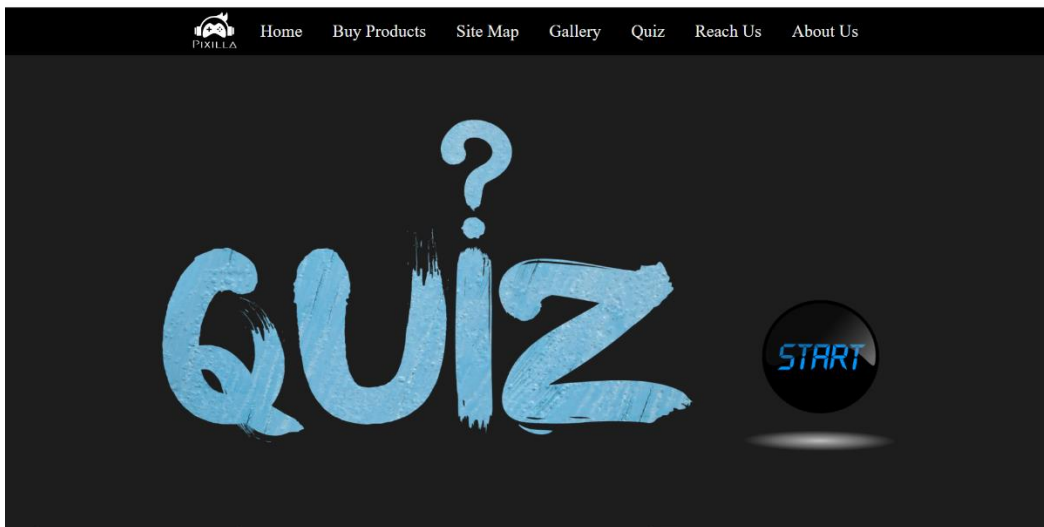 PIXILLA
Home Buy Products Site Map Gallery Quiz Reach Us About Us
QUiZ
?
START